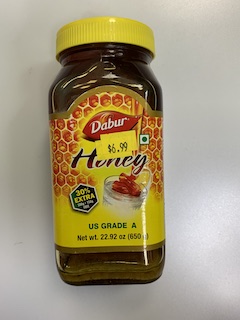 Dabur
$6.99
Honey
30%
EXTRA
US GRADE A
Net wt. 22.92 oz (650 g)